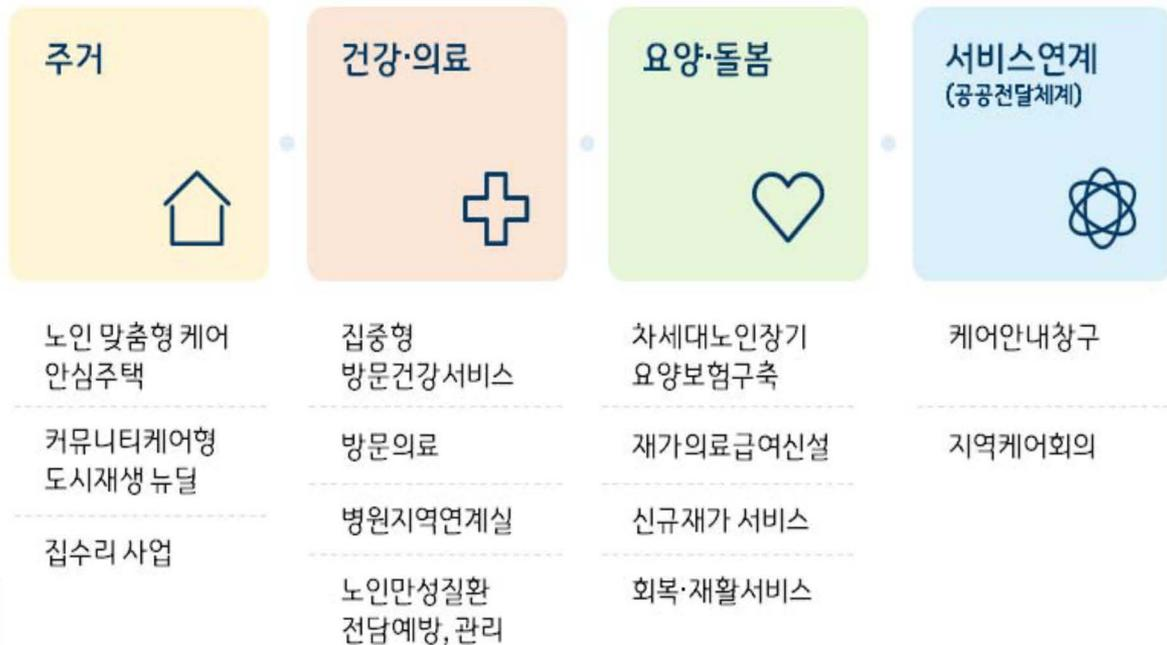 주거
노인 맞춤형 케어
안심주택
커뮤니티케어형
도시재생 뉴딜
집수리 사업
건강·의료
집중형
방문건강서비스
방문의료
병원지역연계실
노인만성질환
전담예방, 관리
요양·돌봄
차세대노인장기
요양보험구축
재가의료급여신설
신규재가 서비스
회복·재활서비스
서비스연계
(공공전달체계)
케어안내창구
지역케어회의